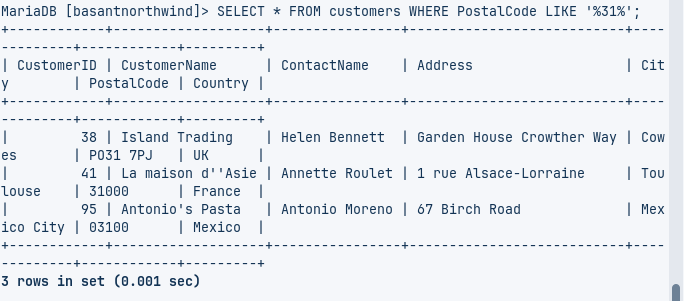 MariaDB [basantnorthwind]> SELECT * FROM customers WHERE PostalCode LIKE '%31%';
+------------+-------------------+----------------+--------------------------+----
---------+------------+---------+
| CustomerID | CustomerName      | ContactName    | Address                  | Cit
y        | PostalCode | Country |
+------------+-------------------+----------------+--------------------------+----
---------+------------+---------+
|         38 | Island Trading    | Helen Bennett  | Garden House Crowther Way | Cow
es       | PO31 7PJ   | UK      |
|         41 | La maison d''Asie | Annette Roulet | 1 rue Alsace-Lorraine     | Tou
louse    | 31000      | France  |
|         95 | Antonio's Pasta   | Antonio Moreno | 67 Birch Road             | Mex
ico City | 03100      | Mexico  |
+------------+-------------------+----------------+--------------------------+----
---------+------------+---------+
3 rows in set (0.001 sec)